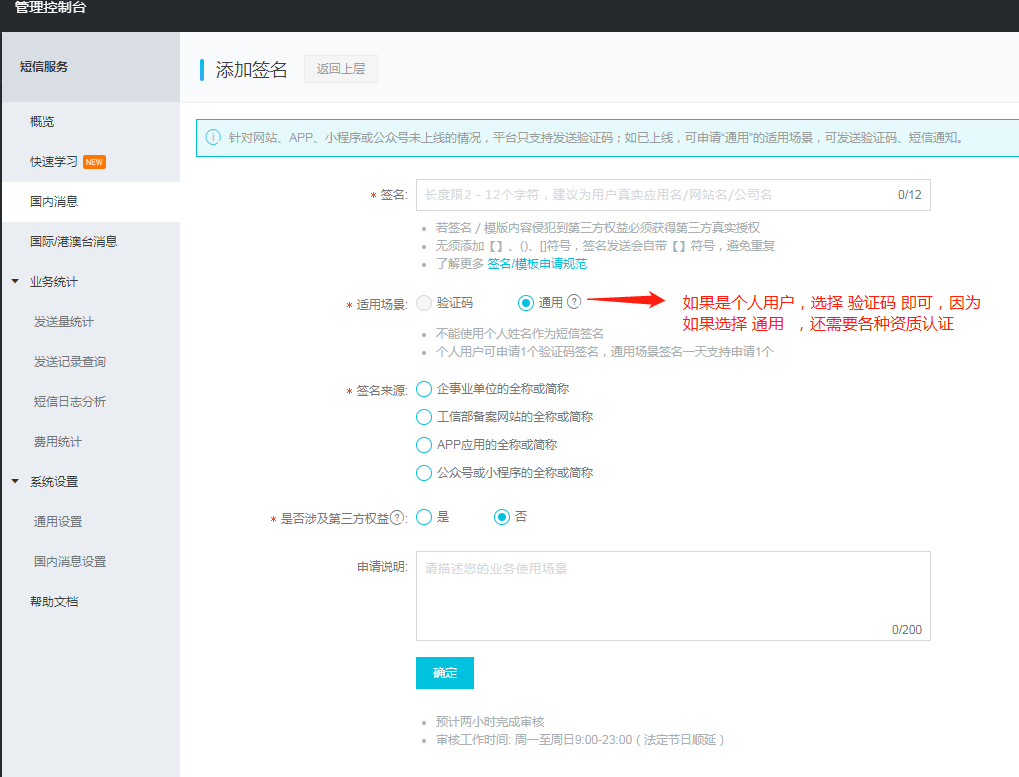 管理控制台
短信服务
概览
快速学习 NEW
国内消息
国际/港澳台消息
业务统计
发送量统计
发送记录查询
短信日志分析
费用统计
系统设置
通用设置
国内消息设置
帮助文档
添加签名
返回上层
针对网站、APP、小程序或公众号未上线的情况，平台只支持发送验证码；如已上线，可申请“通用”的适用场景，可发送验证码、短信通知。
* 签名: 长度限2 - 12个字符，建议为用户真实应用名/网站名/公司名 0/12
若签名 / 模版内容侵犯到第三方权益必须获得第三方真实授权
无须添加【】、()、[]符号，签名发送会自带【】符号，避免重复
了解更多 签名/模板申请规范
* 适用场景: 验证码 通用 ?
如果是个人用户，选择 验证码 即可，因为
如果选择 通用 ，还需要各种资质认证
不能使用个人姓名作为短信签名
个人用户可申请1个验证码签名，通用场景签名一天支持申请1个
* 签名来源: 企事业单位的全称或简称
工信部备案网站的全称或简称
APP应用的全称或简称
公众号或小程序的全称或简称
* 是否涉及第三方权益?: 是 否
申请说明: 请描述您的业务使用场景
0/200
确定
预计两小时完成审核
审核工作时间: 周一至周日9:00-23:00（法定节日顺延）